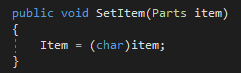 public void SetItem(Parts item)
{
    Item = (char)item;
}